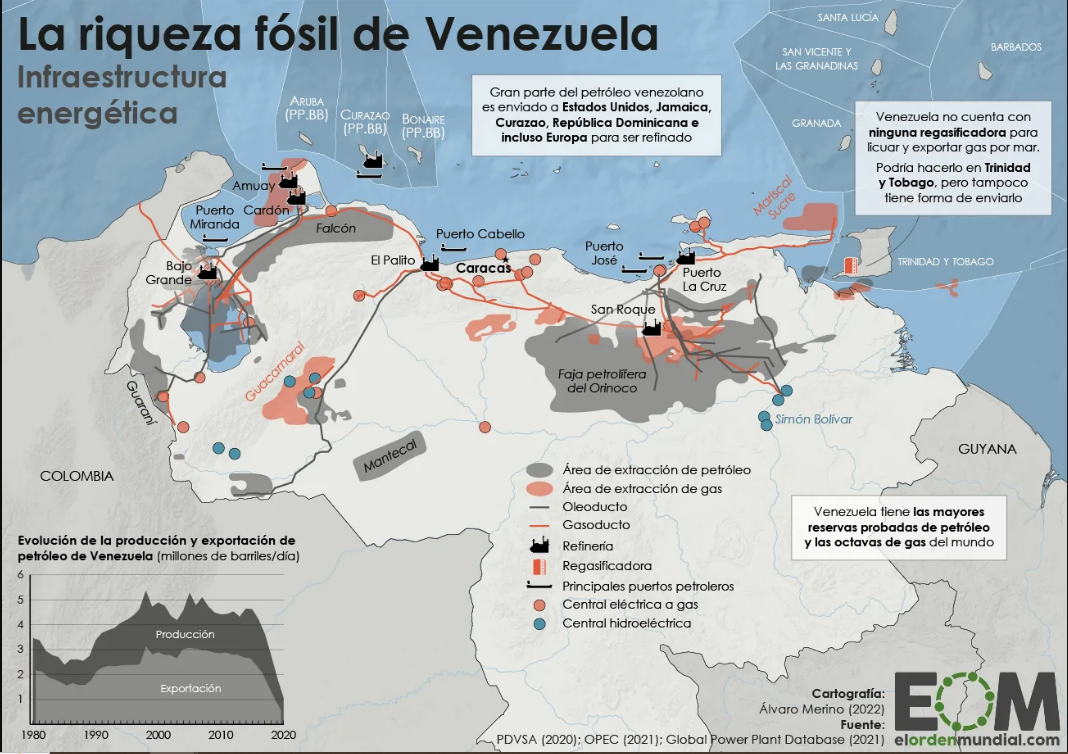 La riqueza fósil de Venezuela
Infraestructura
energética
SANTA LUCÍA
SAN VICENTE Y
LAS GRANADINAS
BARBADOS
GRANADA
ARUBA
(PP.BB)
CURAZAO
(PP.BB)
BONAIRE
(PP.BB)
Gran parte del petróleo venezolano
es enviado a Estados Unidos, Jamaica,
Curazao, República Dominicana e
incluso Europa para ser refinado
Venezuela no cuenta con
ninguna regasificadora para
licuar y exportar gas por mar.
Podría hacerlo en Trinidad
y Tobago, pero tampoco
tiene forma de enviarlo
Amuay
Cardón
Puerto
Miranda
Bajo
Grande
Falcón
El Palito
Puerto Cabello
Caracas
Puerto
José
Puerto
La Cruz
Mariscal
Sucre
TRINIDAD Y TOBAGO
San Roque
Faja petrolífera
del Orinoco
Guacamaral
Guaraní
Mantecal
Simón Bolívar
COLOMBIA
GUYANA
Área de extracción de petróleo
Área de extracción de gas
Oleoducto
Gasoducto
Refinería
Regasificadora
Principales puertos petroleros
Central eléctrica a gas
Central hidroeléctrica
Venezuela tiene las mayores
reservas probadas de petróleo
y las octavas de gas del mundo
Evolución de la producción y exportación de
petróleo de Venezuela (millones de barriles/día)
6
5
4
3
2
1
Producción
Exportación
1980
1990
2000
2010
2020
Cartografía:
Álvaro Merino (2022)
Fuente:
PDVSA (2020); OPEC (2021); Global Power Plant Database (2021)
EOM
elordenmundial.com